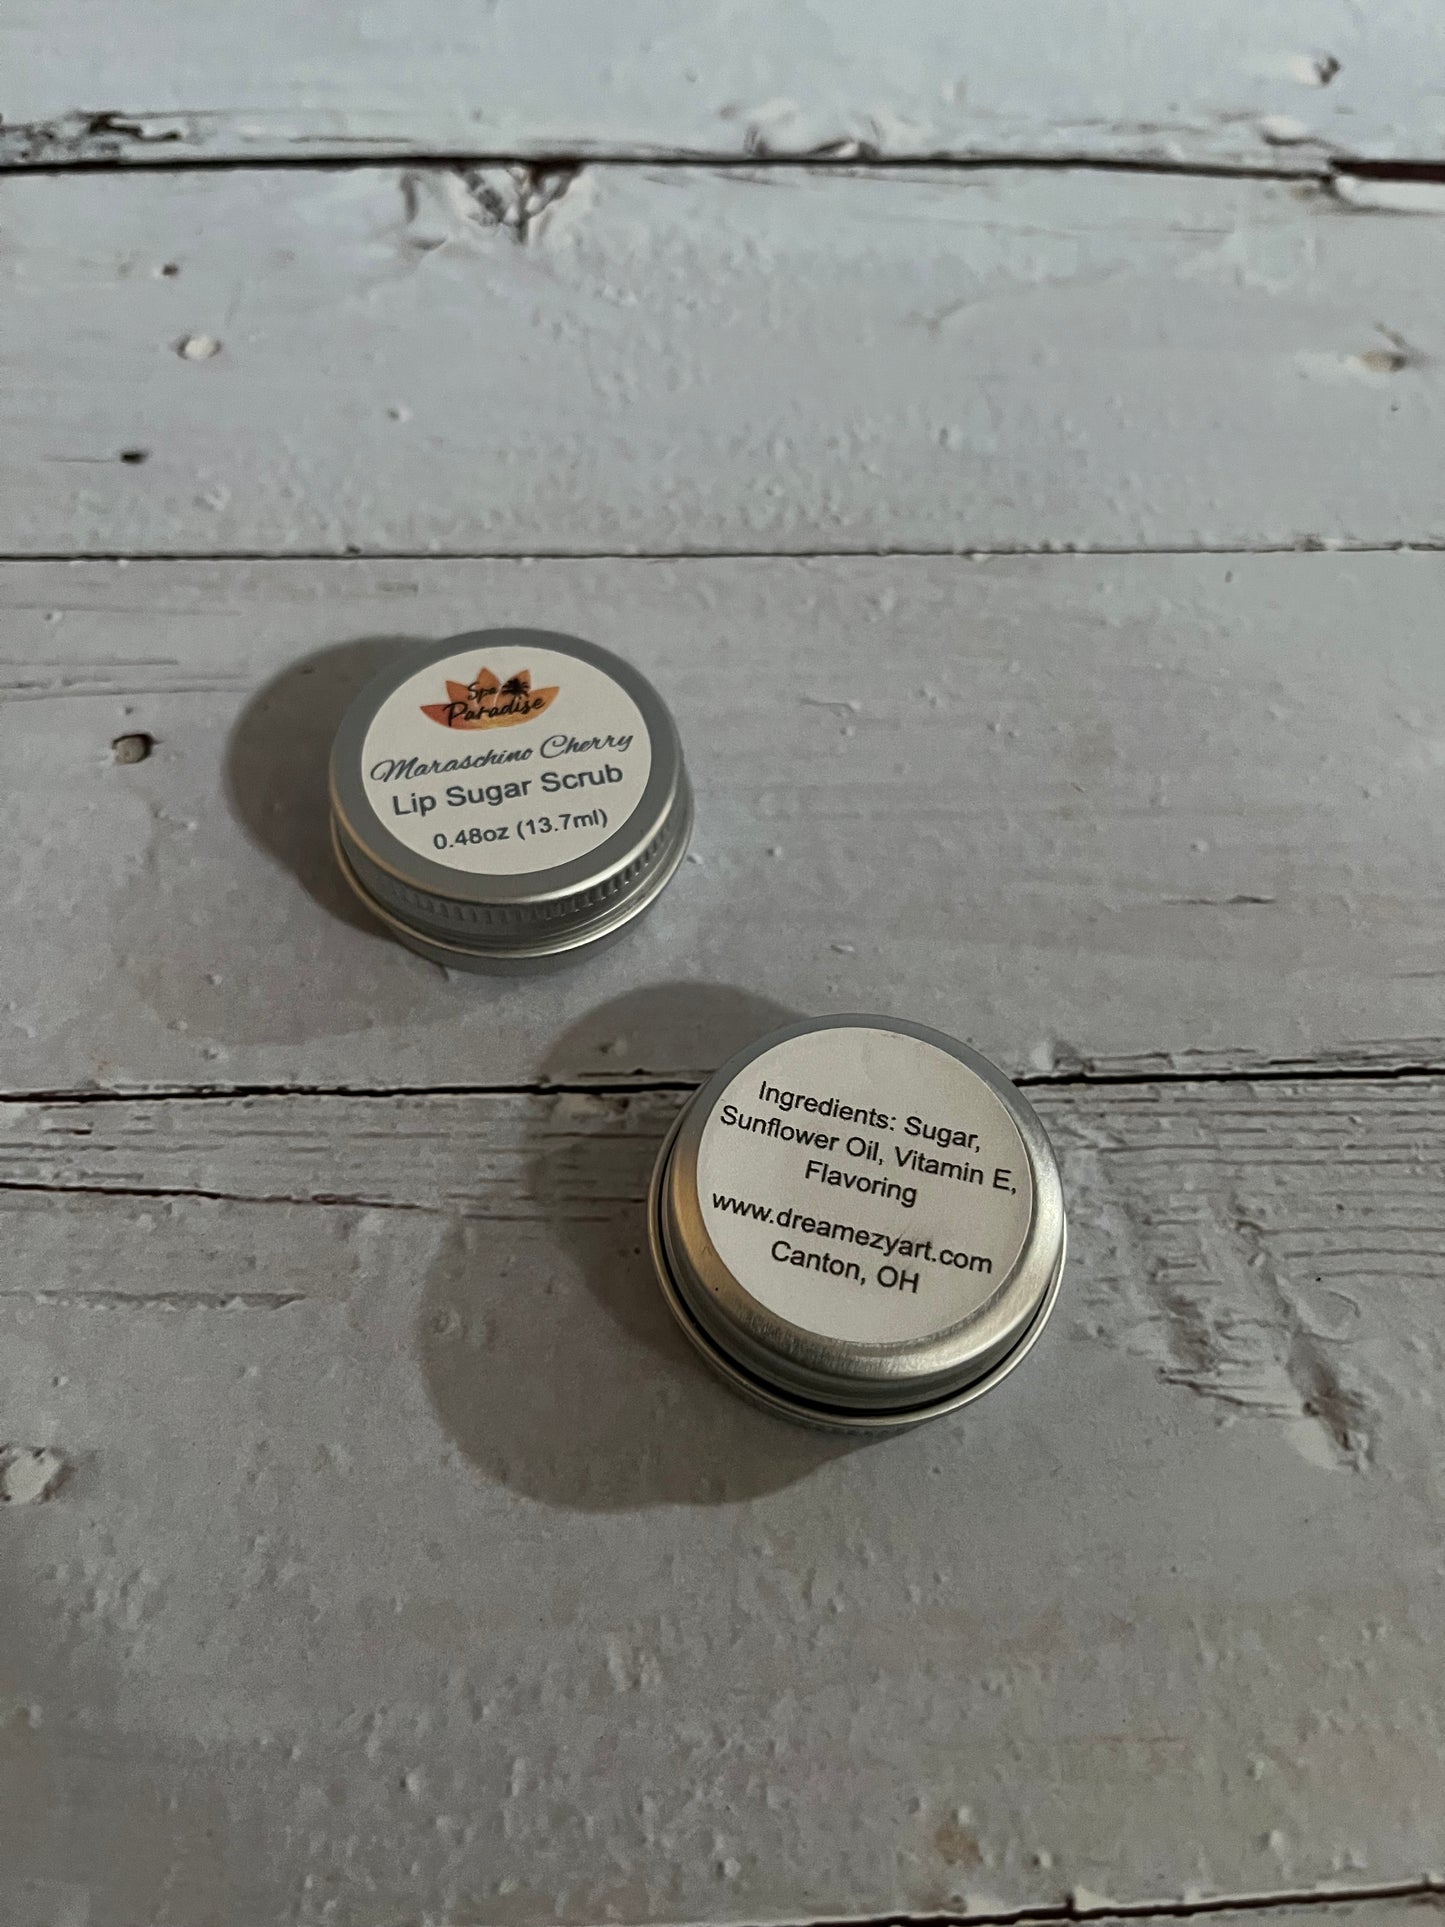 Spa
Paradise
Maraschino Cherry
Lip Sugar Scrub
0.48oz (13.7ml)
Ingredients: Sugar,
Sunflower Oil, Vitamin E,
Flavoring
www.dreamezyart.com
Canton, OH